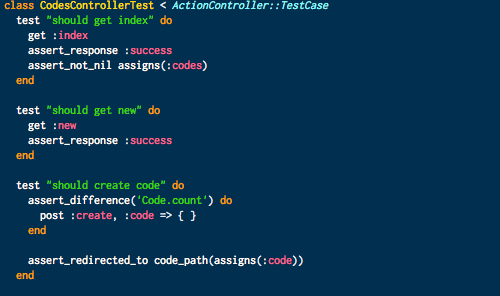 class CodesControllerTest < ActionController::TestCase
  test "should get index" do
    get :index
    assert_response :success
    assert_not_nil assigns(:codes)
  end

  test "should get new" do
    get :new
    assert_response :success
  end

  test "should create code" do
    assert_difference('Code.count') do
      post :create, :code => { }
    end

    assert_redirected_to code_path(assigns(:code))
  end